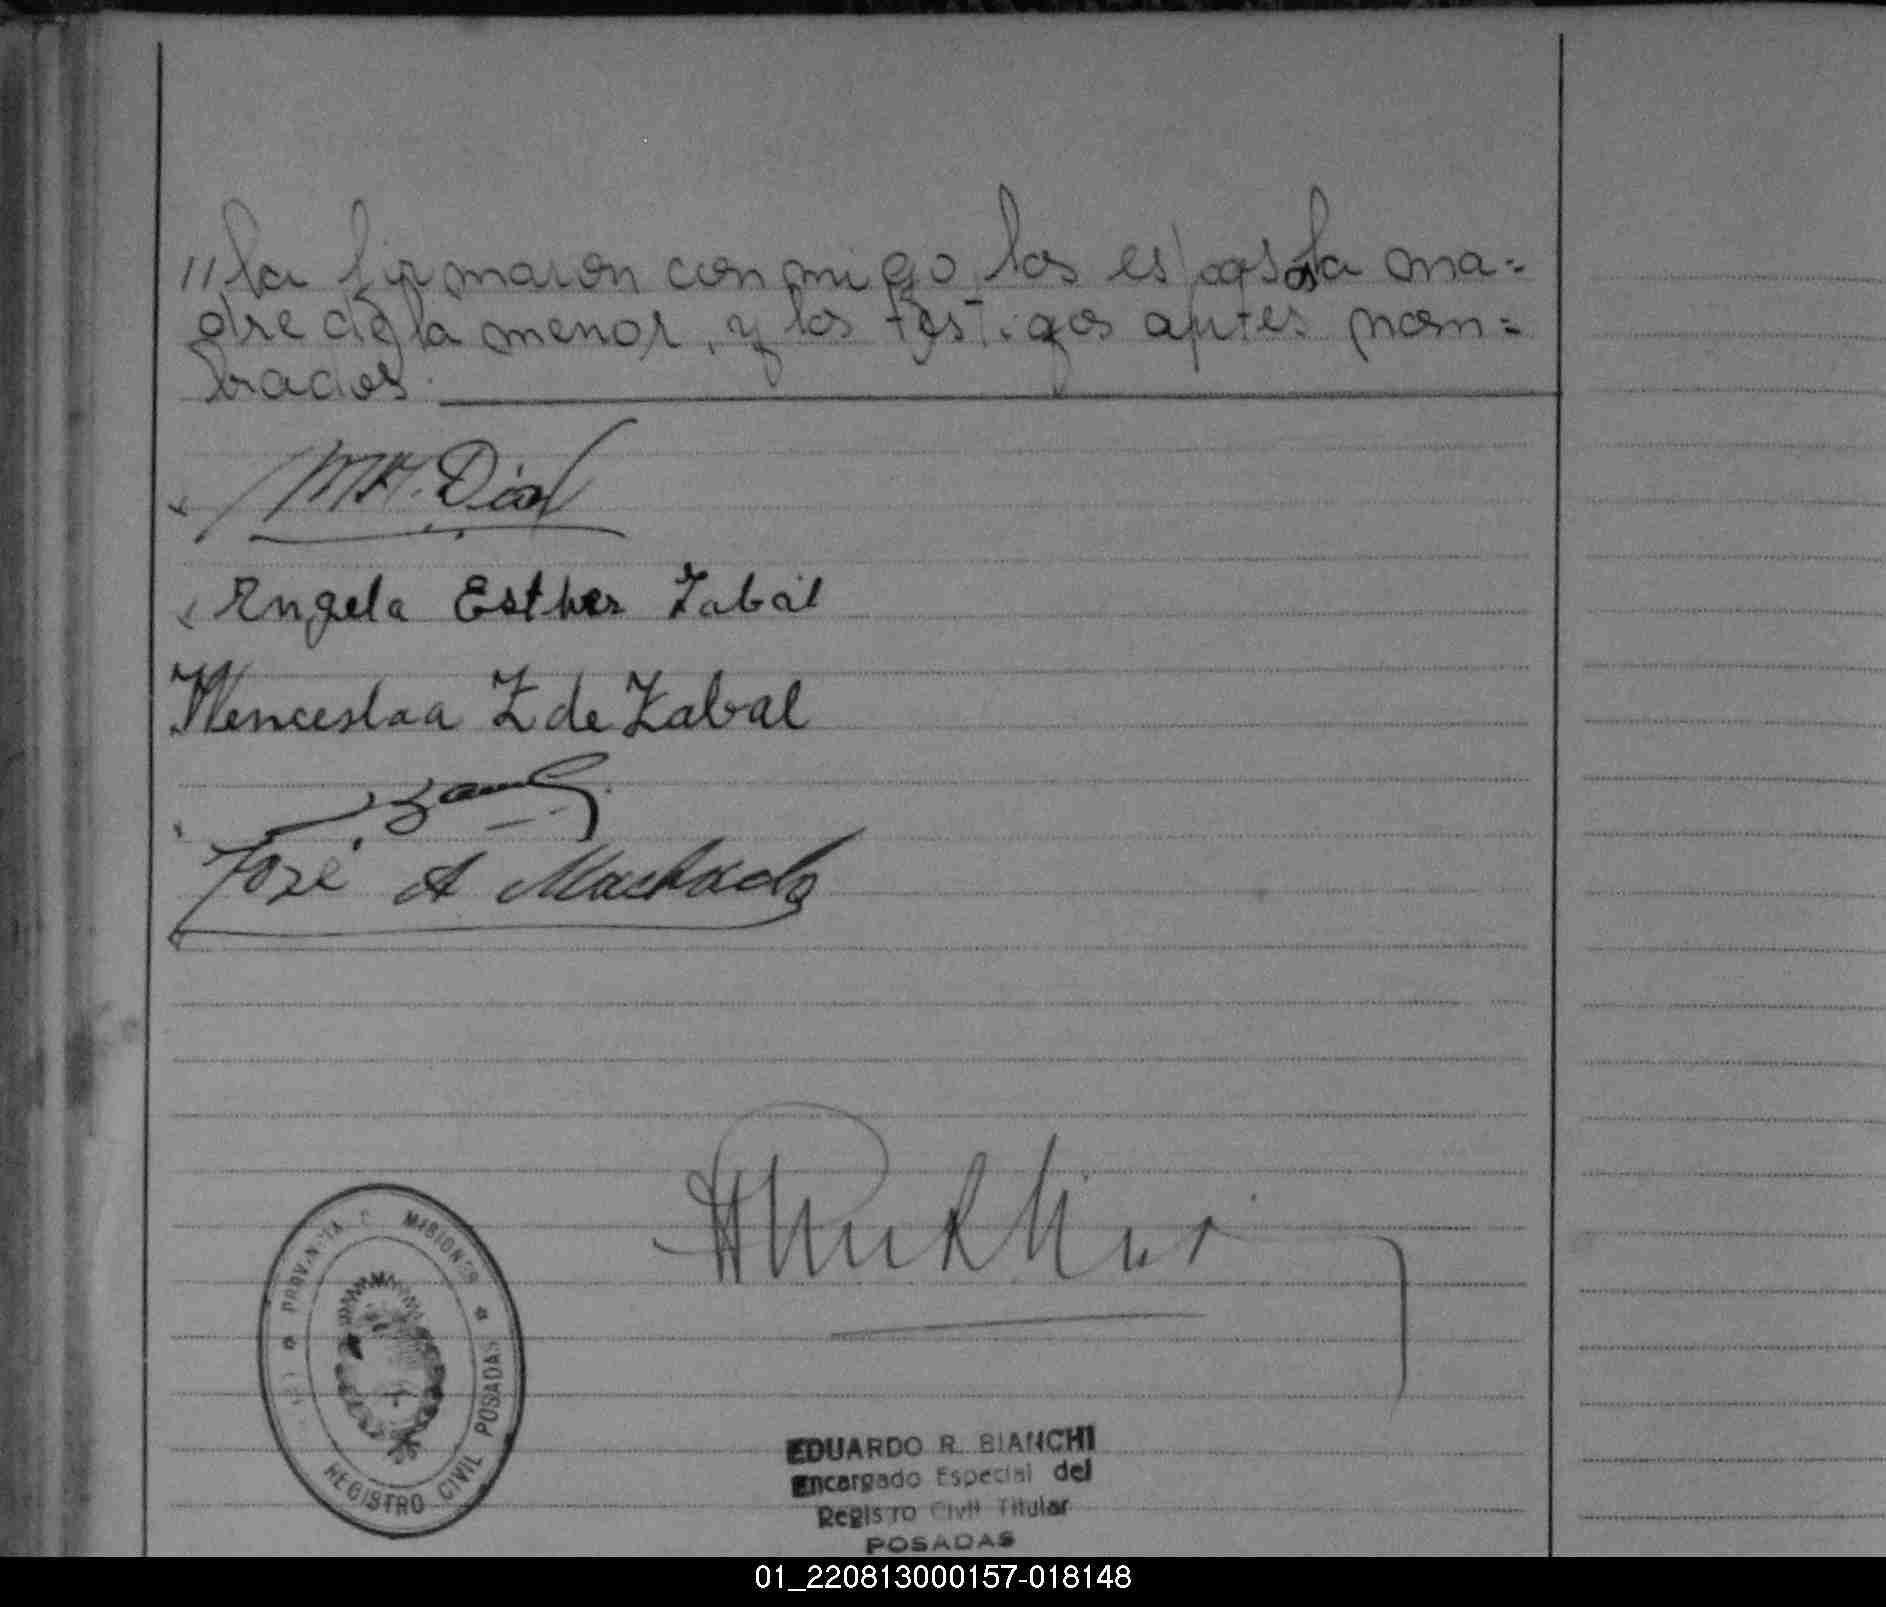 "la firmaron conmigo, los esposos la ma=
dre de la menor, y los testigos antes nom=
brados.
M. A. Diaz
Angela Esther Zabal
Wenceslaa Z de Zabal
José A Machado
PROVINCIA D MISIONES
REGISTRO CIVIL POSADAS
EDUARDO R. BIANCHI
Encargado Especial del
Registro Civil Titular
POSADAS
01_220813000157-018148